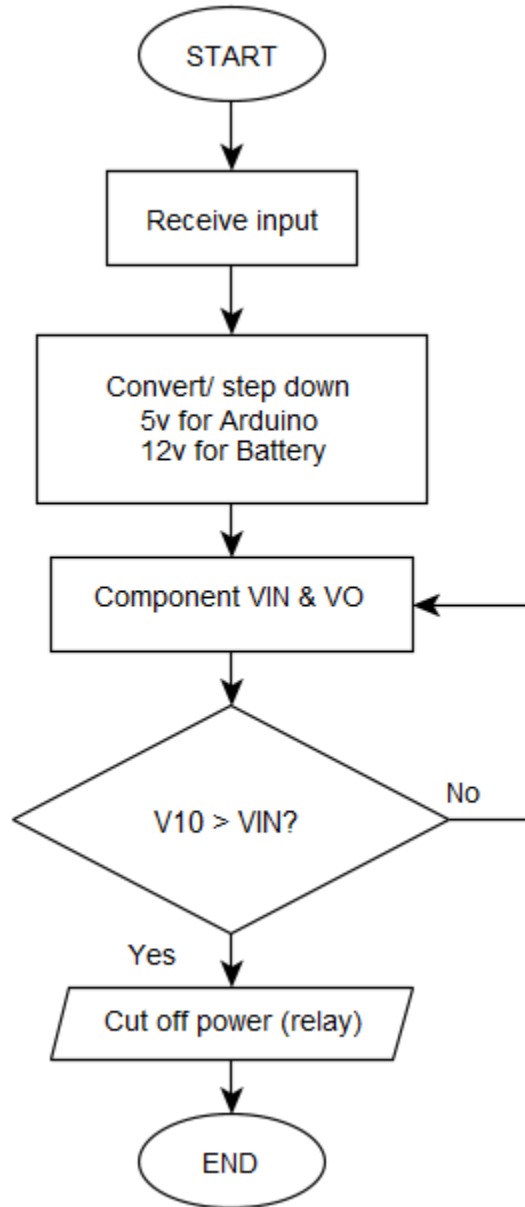 START
Receive input
Convert/ step down
5v for Arduino
12v for Battery
Component VIN & VO
V10 > VIN?
No
Yes
Cut off power (relay)
END